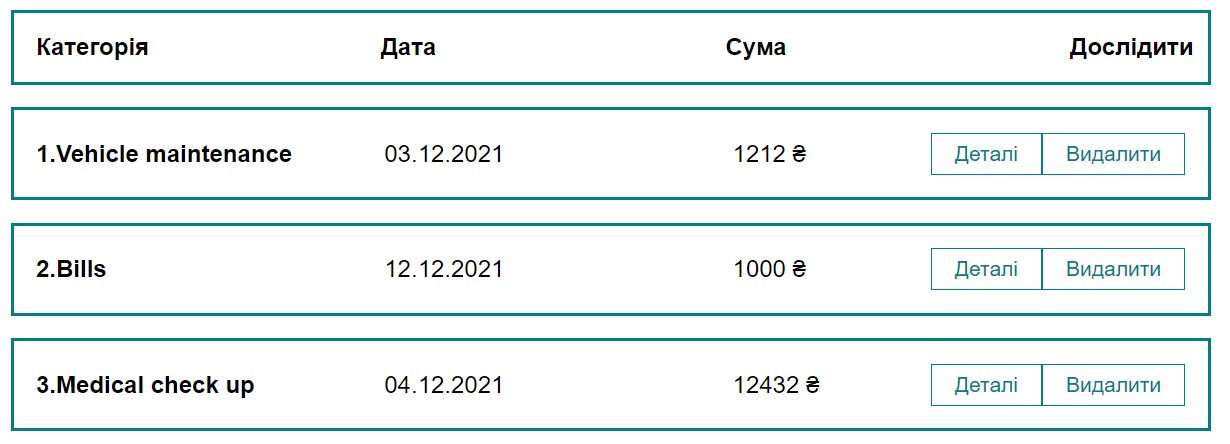 Категорія Дата Сума Дослідити
1.Vehicle maintenance 03.12.2021 1212 ₴ Деталі Видалити
2.Bills 12.12.2021 1000 ₴ Деталі Видалити
3.Medical check up 04.12.2021 12432 ₴ Деталі Видалити